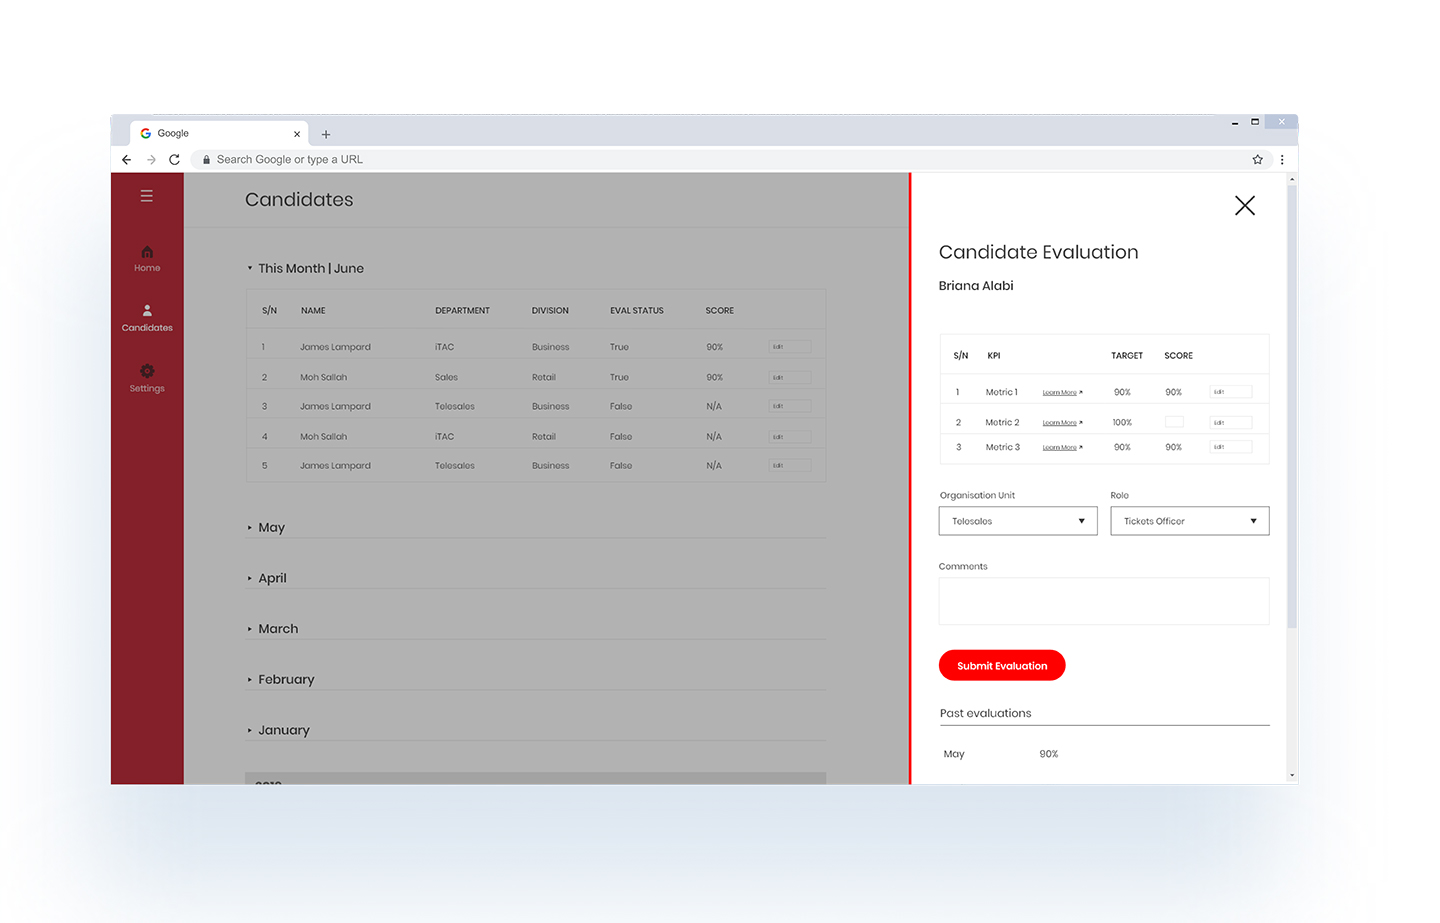 Google
Search Google or type a URL
Candidates
Home
Candidates
Settings
This Month | June
S/N NAME DEPARTMENT DIVISION EVAL STATUS SCORE
1 James Lampard iTAC Business True 90% Edit
2 Moh Sallah Sales Retail True 90% Edit
3 James Lampard Telesales Business False N/A Edit
4 Moh Sallah iTAC Retail False N/A Edit
5 James Lampard Telesales Business False N/A Edit
May
April
March
February
January
Candidate Evaluation
Briana Alabi
S/N KPI TARGET SCORE
1 Metric 1 Learn More 90% 90% Edit
2 Metric 2 Learn More 100% Edit
3 Metric 3 Learn More 90% 90% Edit
Organisation Unit Role
Telesales Tickets Officer
Comments
Submit Evaluation
Past evaluations
May 90%